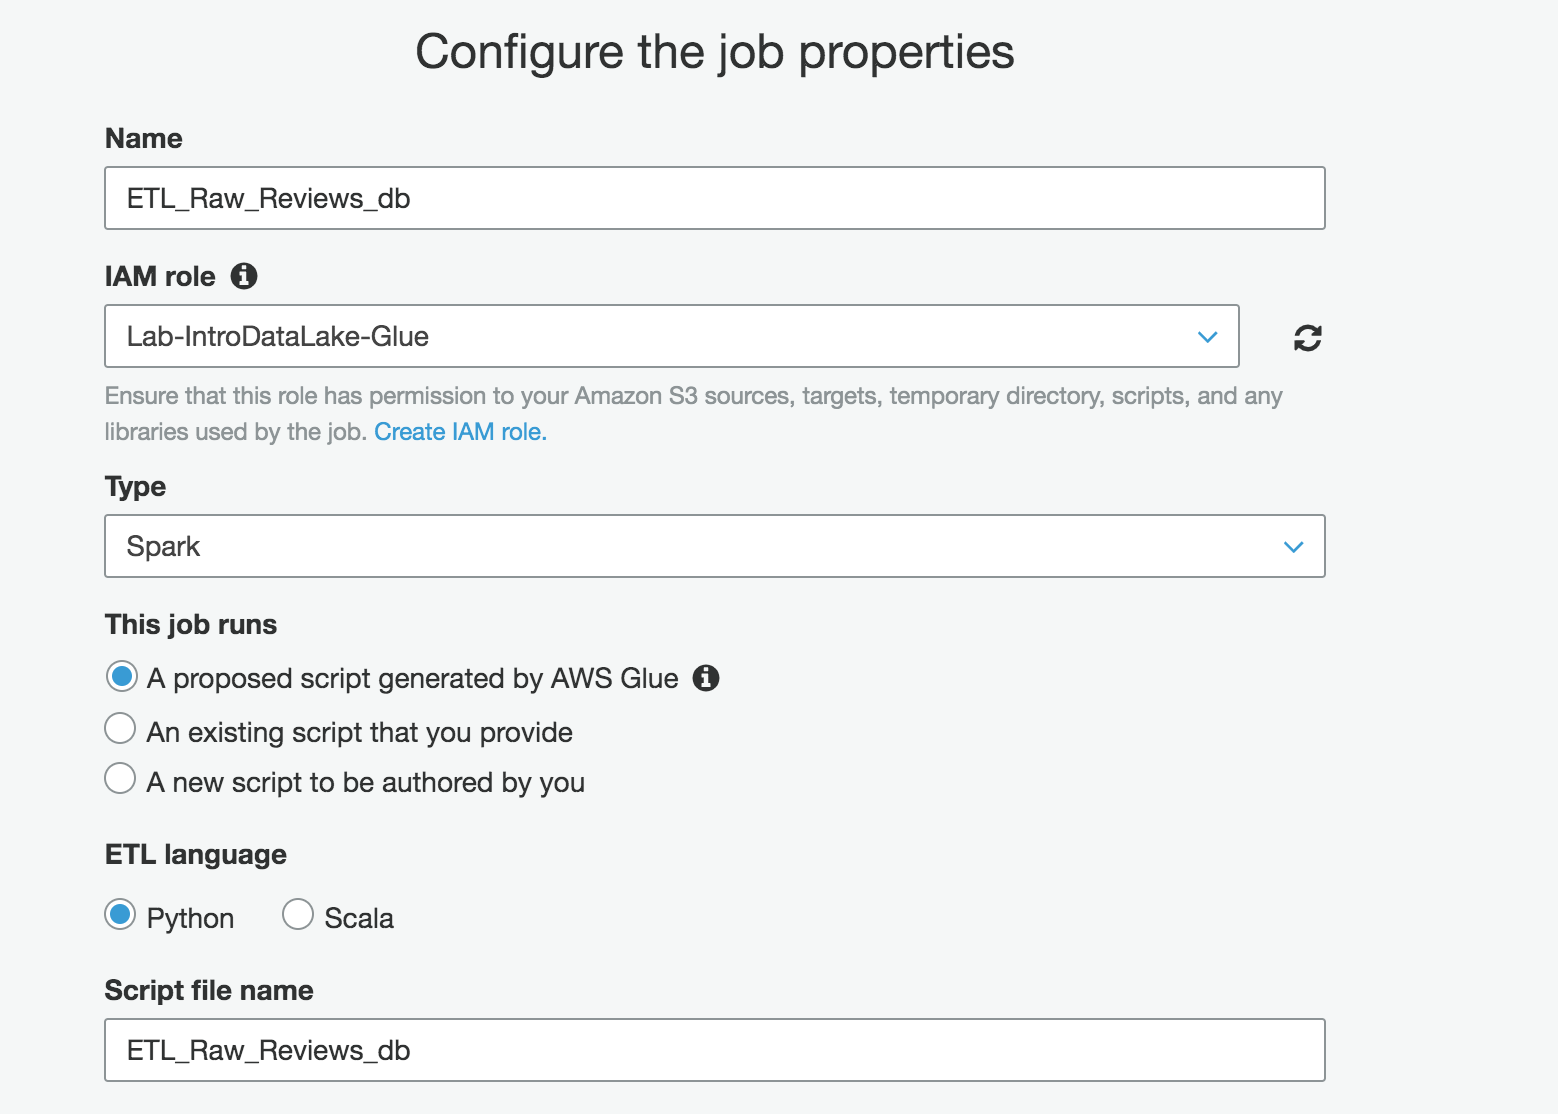 Configure the job properties
Name
ETL_Raw_Reviews_db
IAM role
Lab-IntroDataLake-Glue
Ensure that this role has permission to your Amazon S3 sources, targets, temporary directory, scripts, and any
libraries used by the job. Create IAM role.
Type
Spark
This job runs
A proposed script generated by AWS Glue
An existing script that you provide
A new script to be authored by you
ETL language
Python Scala
Script file name
ETL_Raw_Reviews_db